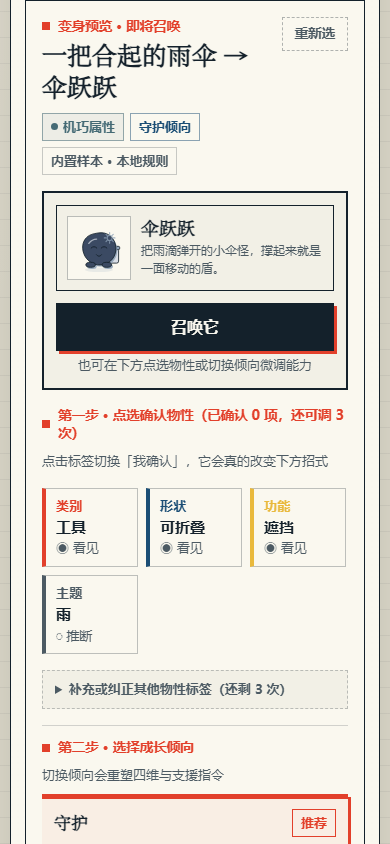 变身预览 • 即将召唤
重新选
一把合起的雨伞 →
伞跃跃
● 机巧属性
守护倾向
内置样本 • 本地规则
伞跃跃
把雨滴弹开的小伞怪，撑起来就是
一面移动的盾。
召唤它
也可在下方点选物性或切换倾向微调能力
第一步 • 点选确认物性（已确认 0 项，还可调 3
次）
点击标签切换「我确认」，它会真的改变下方招式
类别
工具
◉ 看见
形状
可折叠
◉ 看见
功能
遮挡
◉ 看见
主题
雨
○ 推断
▶ 补充或纠正其他物性标签（还剩 3 次）
第二步 • 选择成长倾向
切换倾向会重塑四维与支援指令
守护
推荐